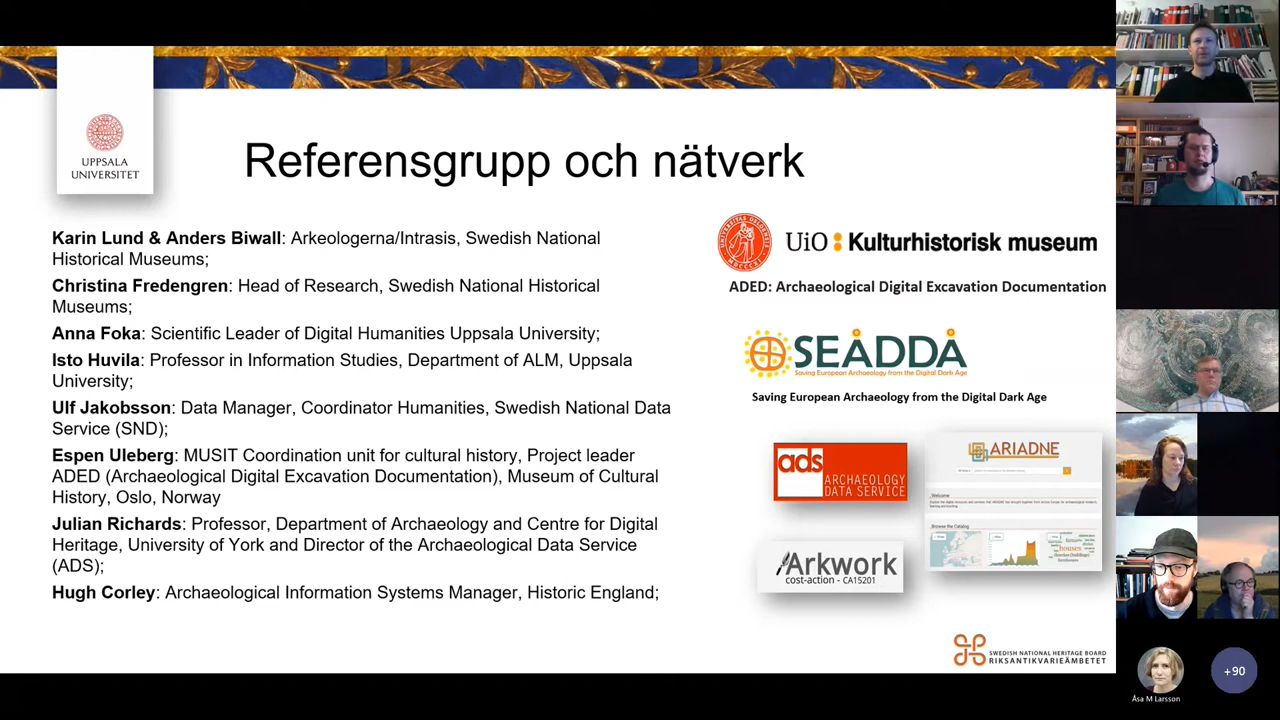 UPPSALA
UNIVERSITET
Referensgrupp och nätverk
Karin Lund & Anders Biwall: Arkeologerna/Intrasis, Swedish National
Historical Museums;
Christina Fredengren: Head of Research, Swedish National Historical
Museums;
Anna Foka: Scientific Leader of Digital Humanities Uppsala University;
Isto Huvila: Professor in Information Studies, Department of ALM, Uppsala
University;
Ulf Jakobsson: Data Manager, Coordinator Humanities, Swedish National Data
Service (SND);
Espen Uleberg: MUSIT Coordination unit for cultural history, Project leader
ADED (Archaeological Digital Excavation Documentation), Museum of Cultural
History, Oslo, Norway
Julian Richards: Professor, Department of Archaeology and Centre for Digital
Heritage, University of York and Director of the Archaeological Data Service
(ADS);
Hugh Corley: Archaeological Information Systems Manager, Historic England;
UiO : Kulturhistorisk museum
ADED: Archaeological Digital Excavation Documentation
SEÅDDÅ
Saving European Archaeology from the Digital Dark Age
Saving European Archaeology from the Digital Dark Age
ads ARCHAEOLOGY
DATA SERVICE
ARIADNE
Welcome
Browse the Catalog
houses
Arkwork
cost-action - CA15201
SWEDISH NATIONAL HERITAGE BOARD
RIKSANTIKVARIEÄMBETET
Åsa M Larsson
+90